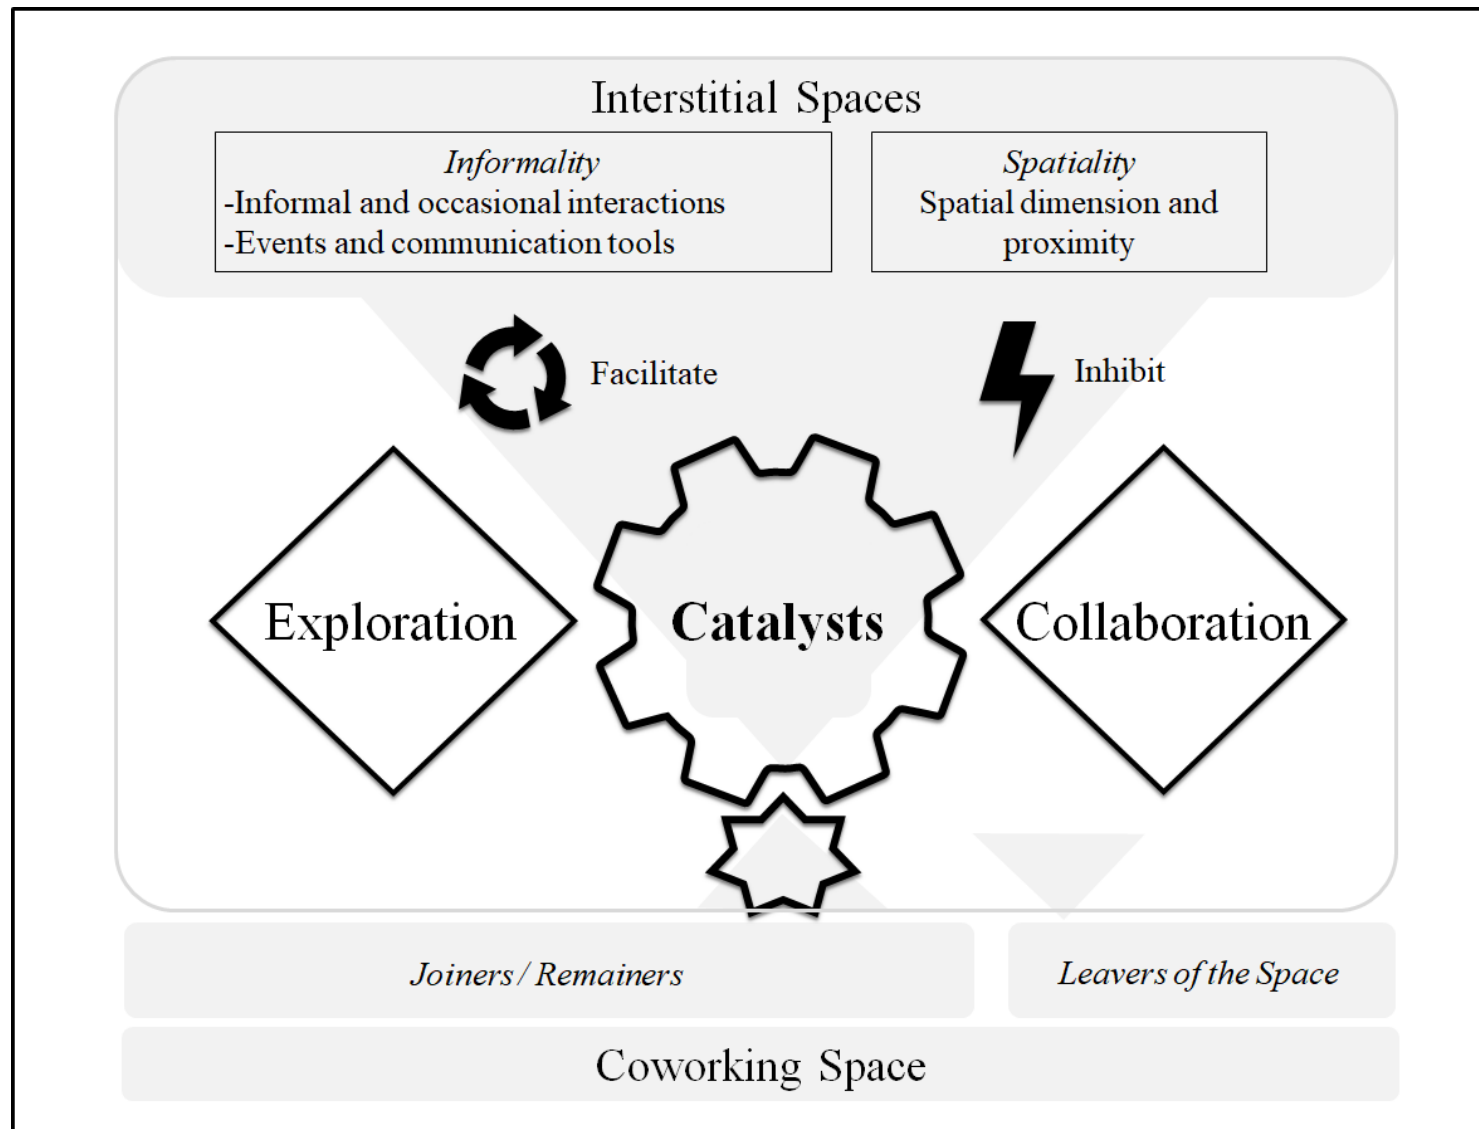 Interstitial Spaces
Informality
-Informal and occasional interactions
-Events and communication tools
Spatiality
Spatial dimension and
proximity
Facilitate
Inhibit
Exploration
Catalysts
Collaboration
Joiners / Remainers
Leavers of the Space
Coworking Space